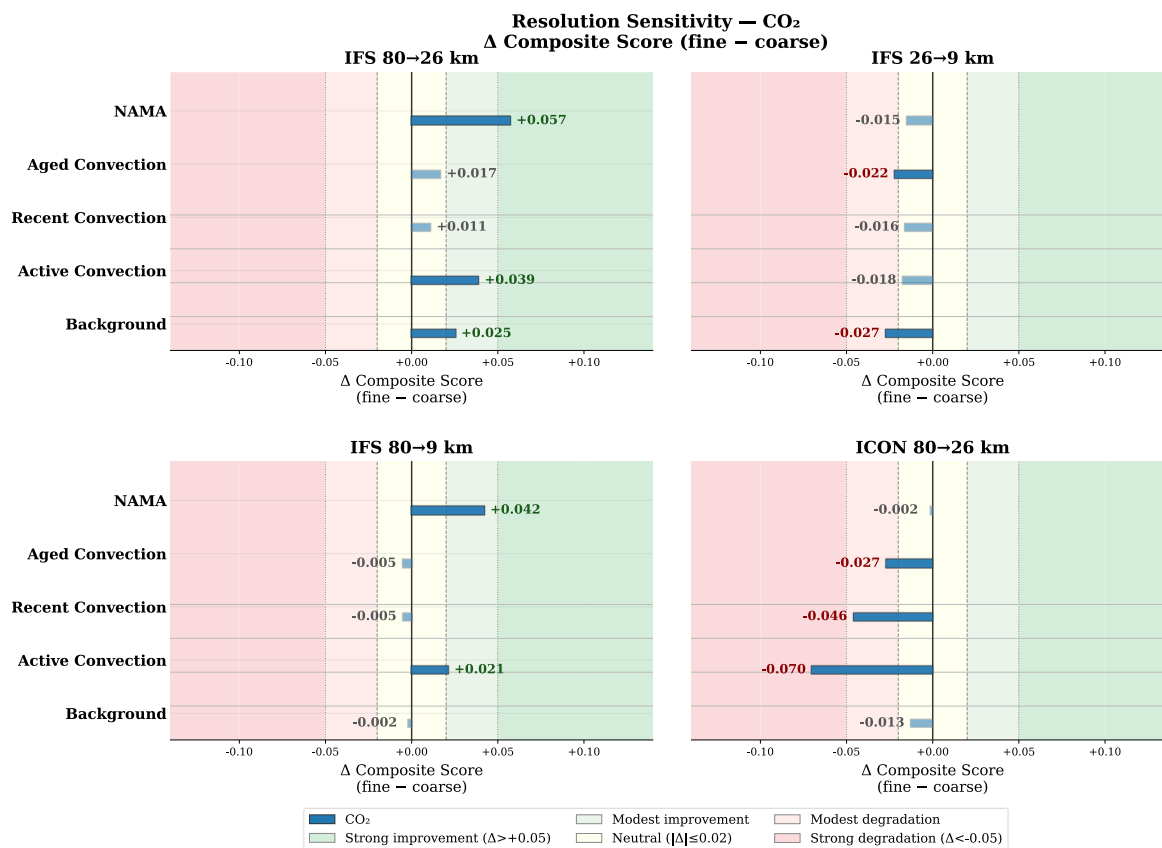 Resolution Sensitivity — CO₂
Δ Composite Score (fine − coarse)
IFS 80→26 km
NAMA
+0.057
Aged Convection
+0.017
Recent Convection
+0.011
Active Convection
+0.039
Background
+0.025
-0.10
-0.05
+0.00
+0.05
+0.10
Δ Composite Score
(fine − coarse)
IFS 26→9 km
-0.015
-0.022
-0.016
-0.018
-0.027
-0.10
-0.05
+0.00
+0.05
+0.10
Δ Composite Score
(fine − coarse)
IFS 80→9 km
NAMA
+0.042
Aged Convection
-0.005
Recent Convection
-0.005
Active Convection
+0.021
Background
-0.002
-0.10
-0.05
+0.00
+0.05
+0.10
Δ Composite Score
(fine − coarse)
ICON 80→26 km
-0.002
-0.027
-0.046
-0.070
-0.013
-0.10
-0.05
+0.00
+0.05
+0.10
Δ Composite Score
(fine − coarse)
CO₂
Strong improvement (Δ>+0.05)
Modest improvement
Neutral (|Δ|≤0.02)
Modest degradation
Strong degradation (Δ<-0.05)